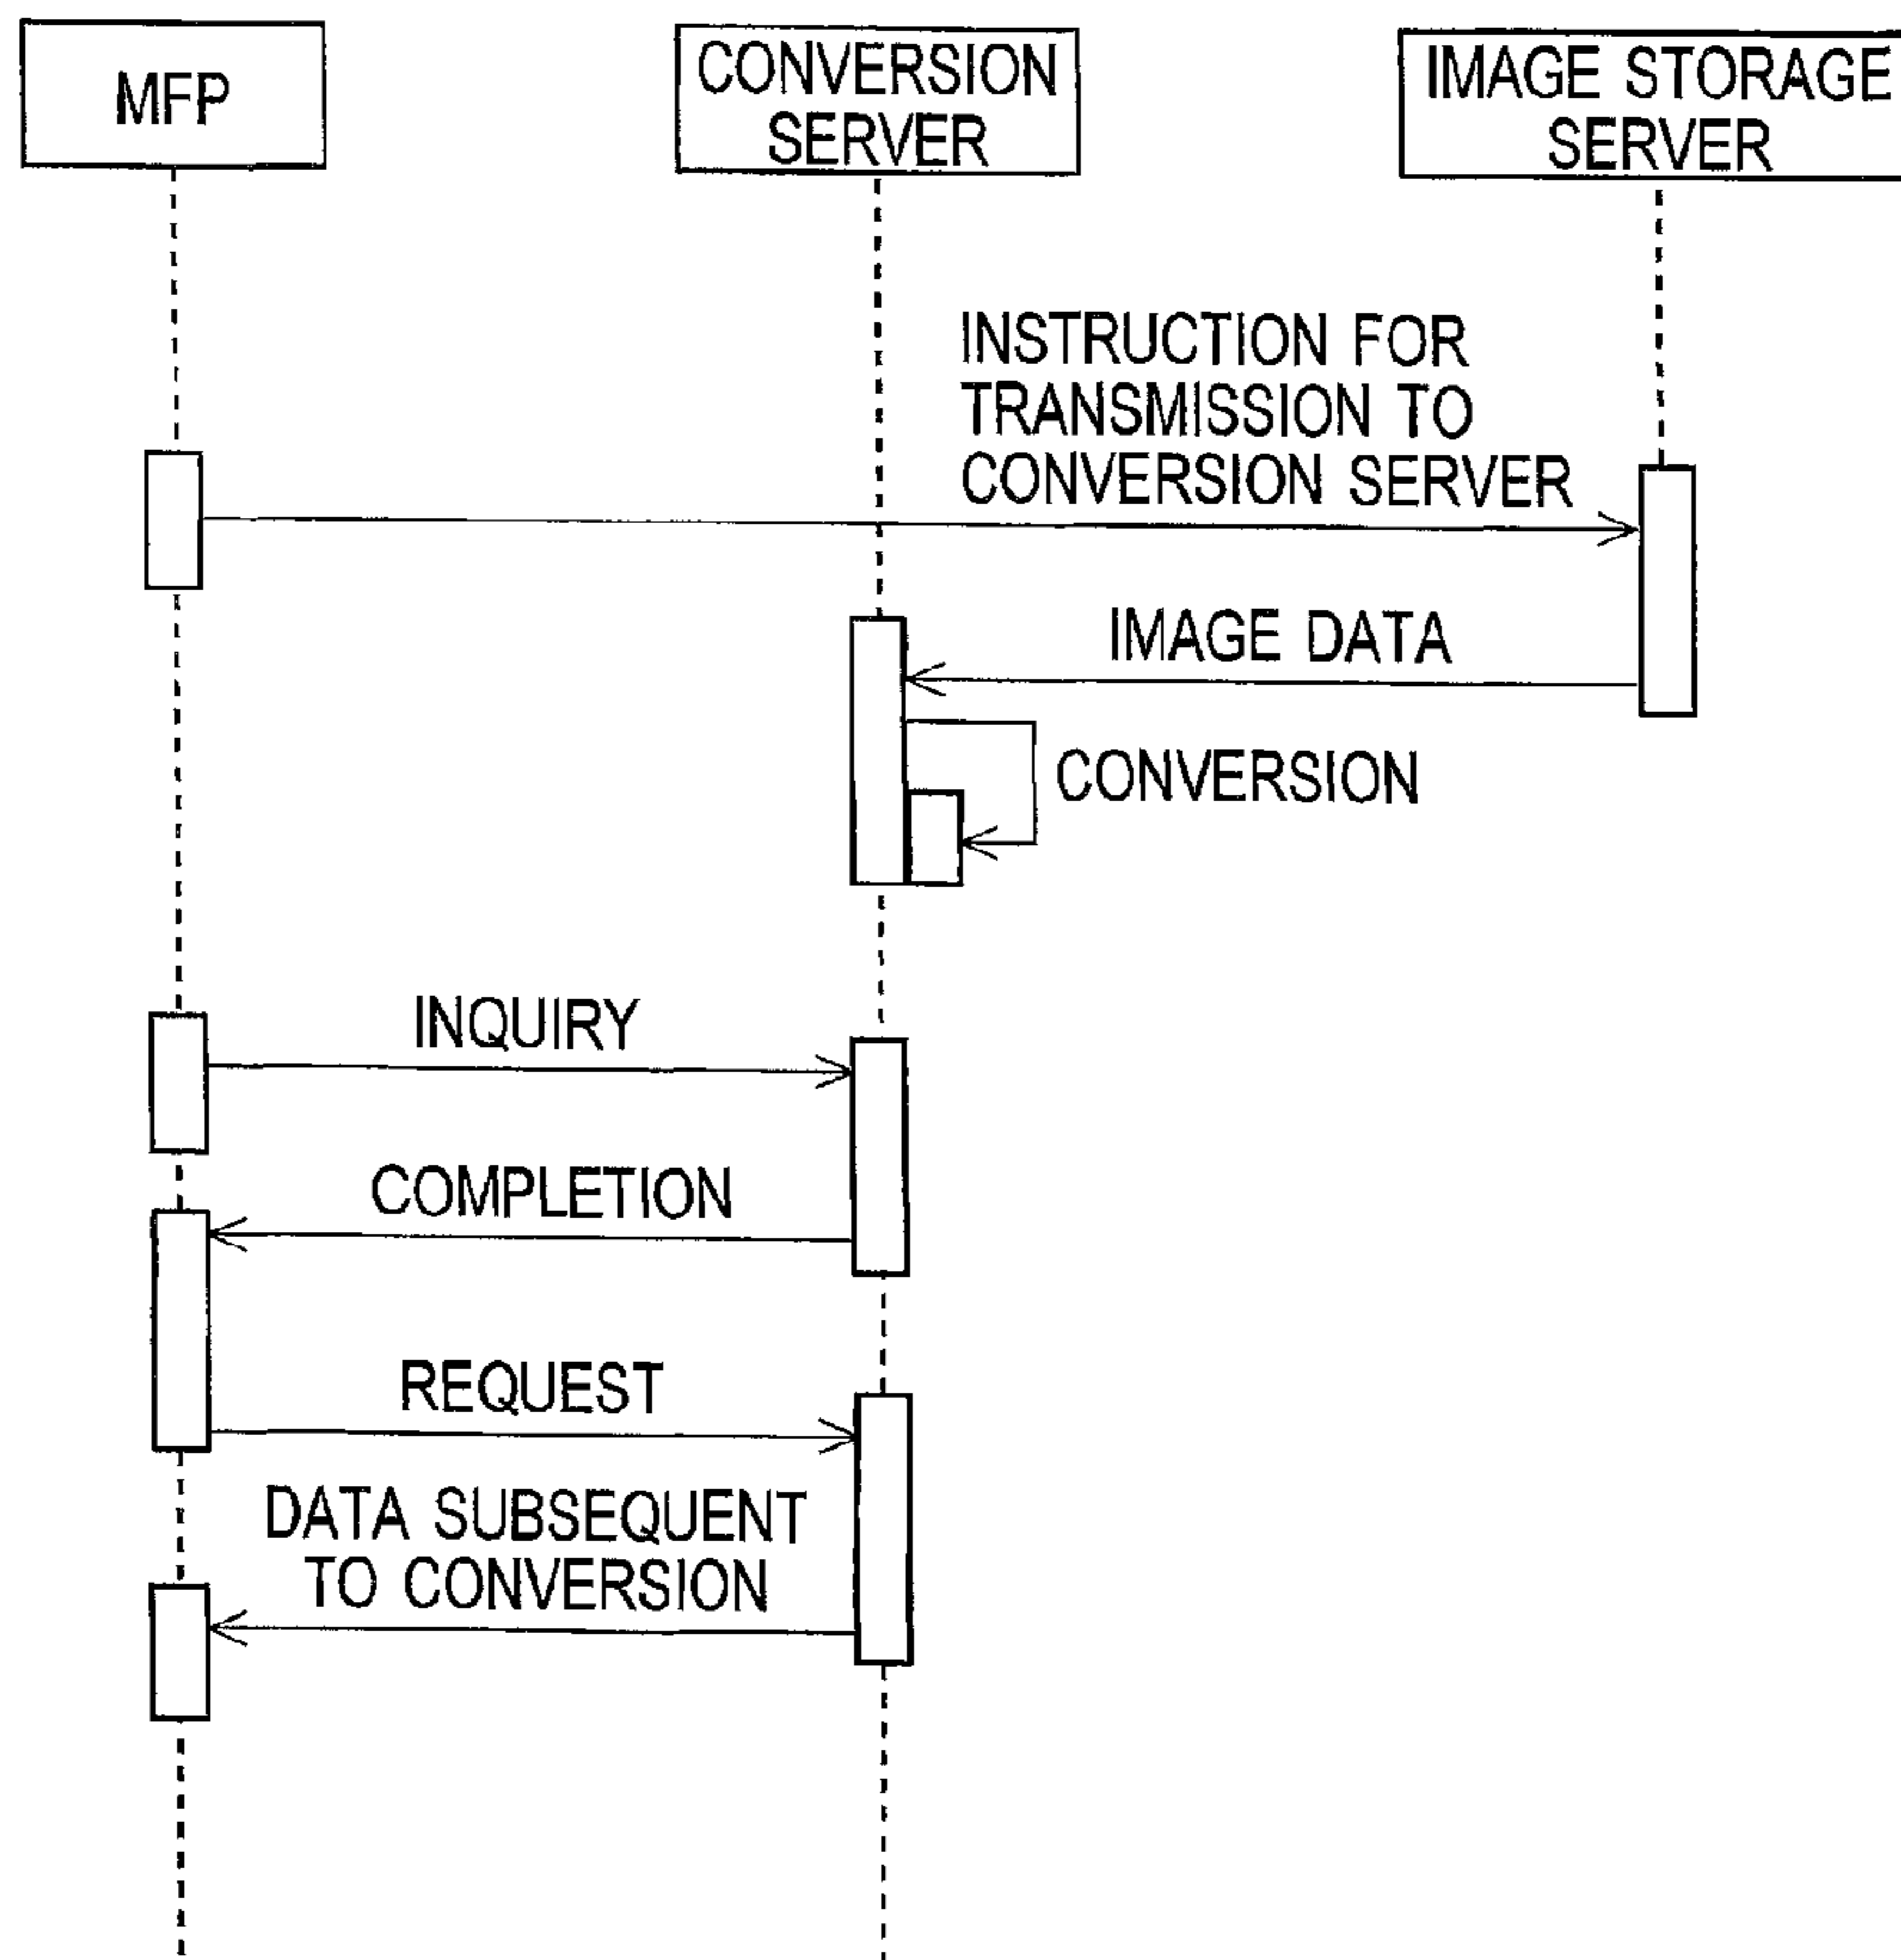 MFP
CONVERSION
SERVER
IMAGE STORAGE
SERVER
INSTRUCTION FOR
TRANSMISSION TO
CONVERSION SERVER
IMAGE DATA
CONVERSION
INQUIRY
COMPLETION
REQUEST
DATA SUBSEQUENT
TO CONVERSION